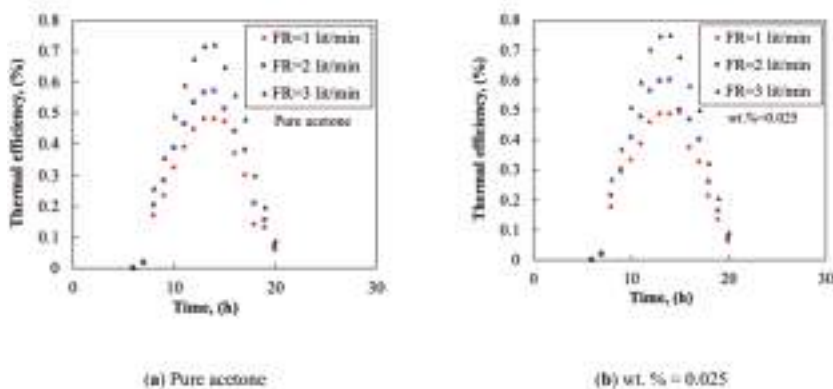 0.8
0.7
0.6
0.5
0.4
0.3
0.2
0.1
0
Thermal efficiency, (%)
FR=1 lit/min
FR=2 lit/min
FR=3 lit/min
Pure acetone
0 10 20 30
Time, (h)
(a) Pure acetone
0.8
0.7
0.6
0.5
0.4
0.3
0.2
0.1
0
Thermal efficiency, (%)
FR=1 lit/min
FR=2 lit/min
FR=3 lit/min
wt.%=0.025
0 10 20 30
Time, (h)
(b) wt. % = 0.025